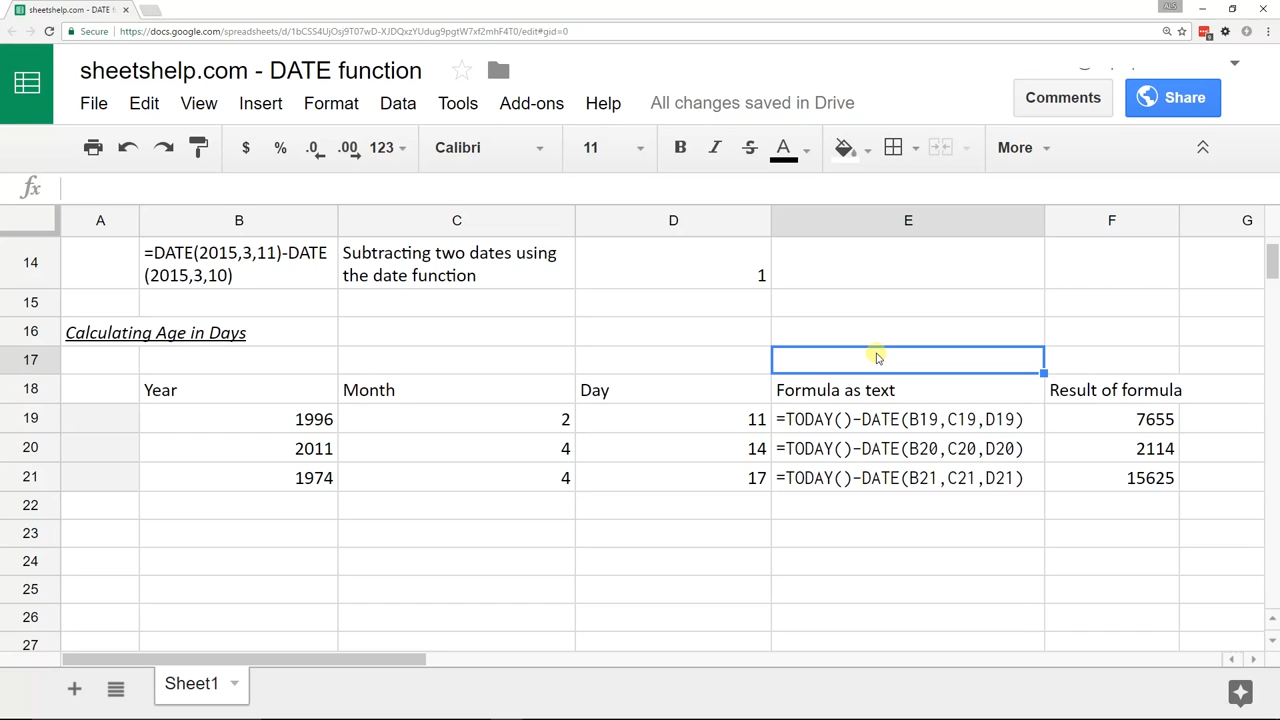 sheetshelp.com - DATE f
ALS
Secure
https://docs.google.com/spreadsheets/d/1bCSS4UjOsj9T07wD-XJDQxzYUdug9pgtW7xf2mhF4T0/edit#gid=0
sheetshelp.com - DATE function
File Edit View Insert Format Data Tools Add-ons Help All changes saved in Drive
Comments
Share
$ % .0 .00 123 Calibri 11 B I S A More
fx
A B C D E F G
14 =DATE(2015,3,11)-DATE Subtracting two dates using
(2015,3,10) the date function 1
15
16 Calculating Age in Days
17
18 Year Month Day Formula as text Result of formula
19 1996 2 11 =TODAY()-DATE(B19,C19,D19) 7655
20 2011 4 14 =TODAY()-DATE(B20,C20,D20) 2114
21 1974 4 17 =TODAY()-DATE(B21,C21,D21) 15625
22
23
24
25
26
27
Sheet1